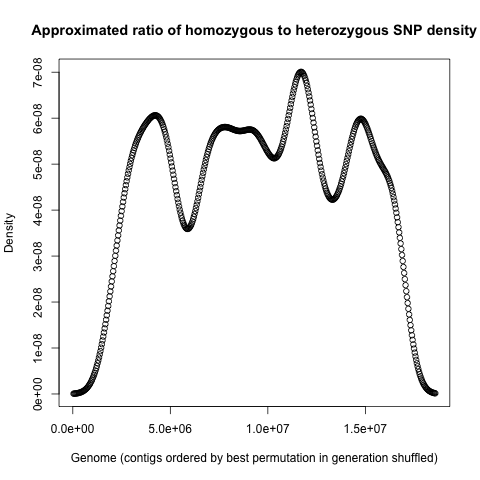 Approximated ratio of homozygous to heterozygous SNP density
7e-08
6e-08
5e-08
4e-08
3e-08
2e-08
1e-08
0e+00
Density
0.0e+00 5.0e+06 1.0e+07 1.5e+07
Genome (contigs ordered by best permutation in generation shuffled)